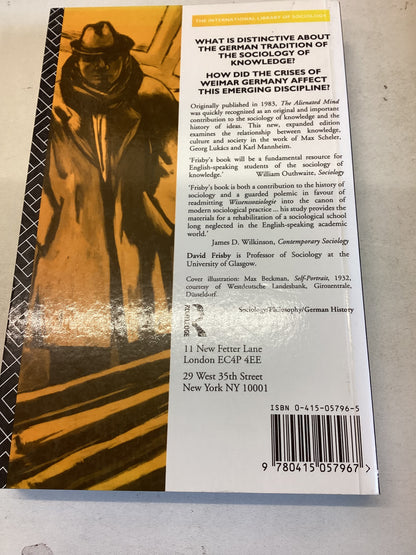 THE INTERNATIONAL LIBRARY OF SOCIOLOGY
WHAT IS DISTINCTIVE ABOUT
THE GERMAN TRADITION OF
THE SOCIOLOGY OF
KNOWLEDGE?
HOW DID THE CRISES OF
WEIMAR GERMANY AFFECT
THIS EMERGING DISCIPLINE?
Originally published in 1983, The Alienated Mind
was quickly recognized as an original and important
contribution to the sociology of knowledge and the
history of ideas. This new, expanded edition
examines the relationship between knowledge,
culture and society in the work of Max Scheler,
Georg Lukács and Karl Mannheim.
'Frisby's book will be a fundamental resource for
English-speaking students of the sociology of
knowledge.' William Outhwaite, Sociology
'Frisby's book is both a contribution to the history of
sociology and a guarded polemic in favour of
readmitting Wissenssoziologie into the canon of
modern sociological practice ... his study provides the
materials for a rehabilitation of a sociological school
long neglected in the English-speaking academic
world.'
James D. Wilkinson, Contemporary Sociology
David Frisby is Professor of Sociology at the
University of Glasgow.
Cover illustration: Max Beckman, Self-Portrait, 1932,
courtesy of Westdeutsche Landesbank, Girozentrale,
Düsseldorf.
Sociology/Philosophy/German History
ROUTLEDGE
11 New Fetter Lane
London EC4P 4EE
29 West 35th Street
New York NY 10001
ISBN 0-415-05796-5
9 780415 057967 >